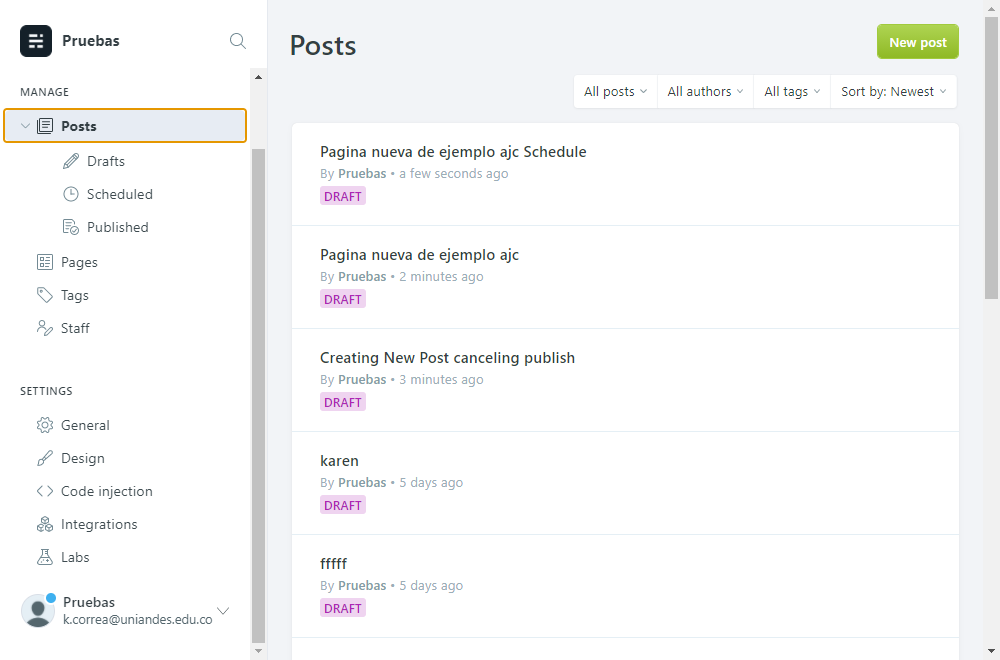 Pruebas
MANAGE
Posts
Drafts
Scheduled
Published
Pages
Tags
Staff
SETTINGS
General
Design
Code injection
Integrations
Labs
Pruebas
k.correa@uniandes.edu.co
Posts
New post
All posts
All authors
All tags
Sort by: Newest
Pagina nueva de ejemplo ajc Schedule
By Pruebas • a few seconds ago
DRAFT
Pagina nueva de ejemplo ajc
By Pruebas • 2 minutes ago
DRAFT
Creating New Post canceling publish
By Pruebas • 3 minutes ago
DRAFT
karen
By Pruebas • 5 days ago
DRAFT
fffff
By Pruebas • 5 days ago
DRAFT